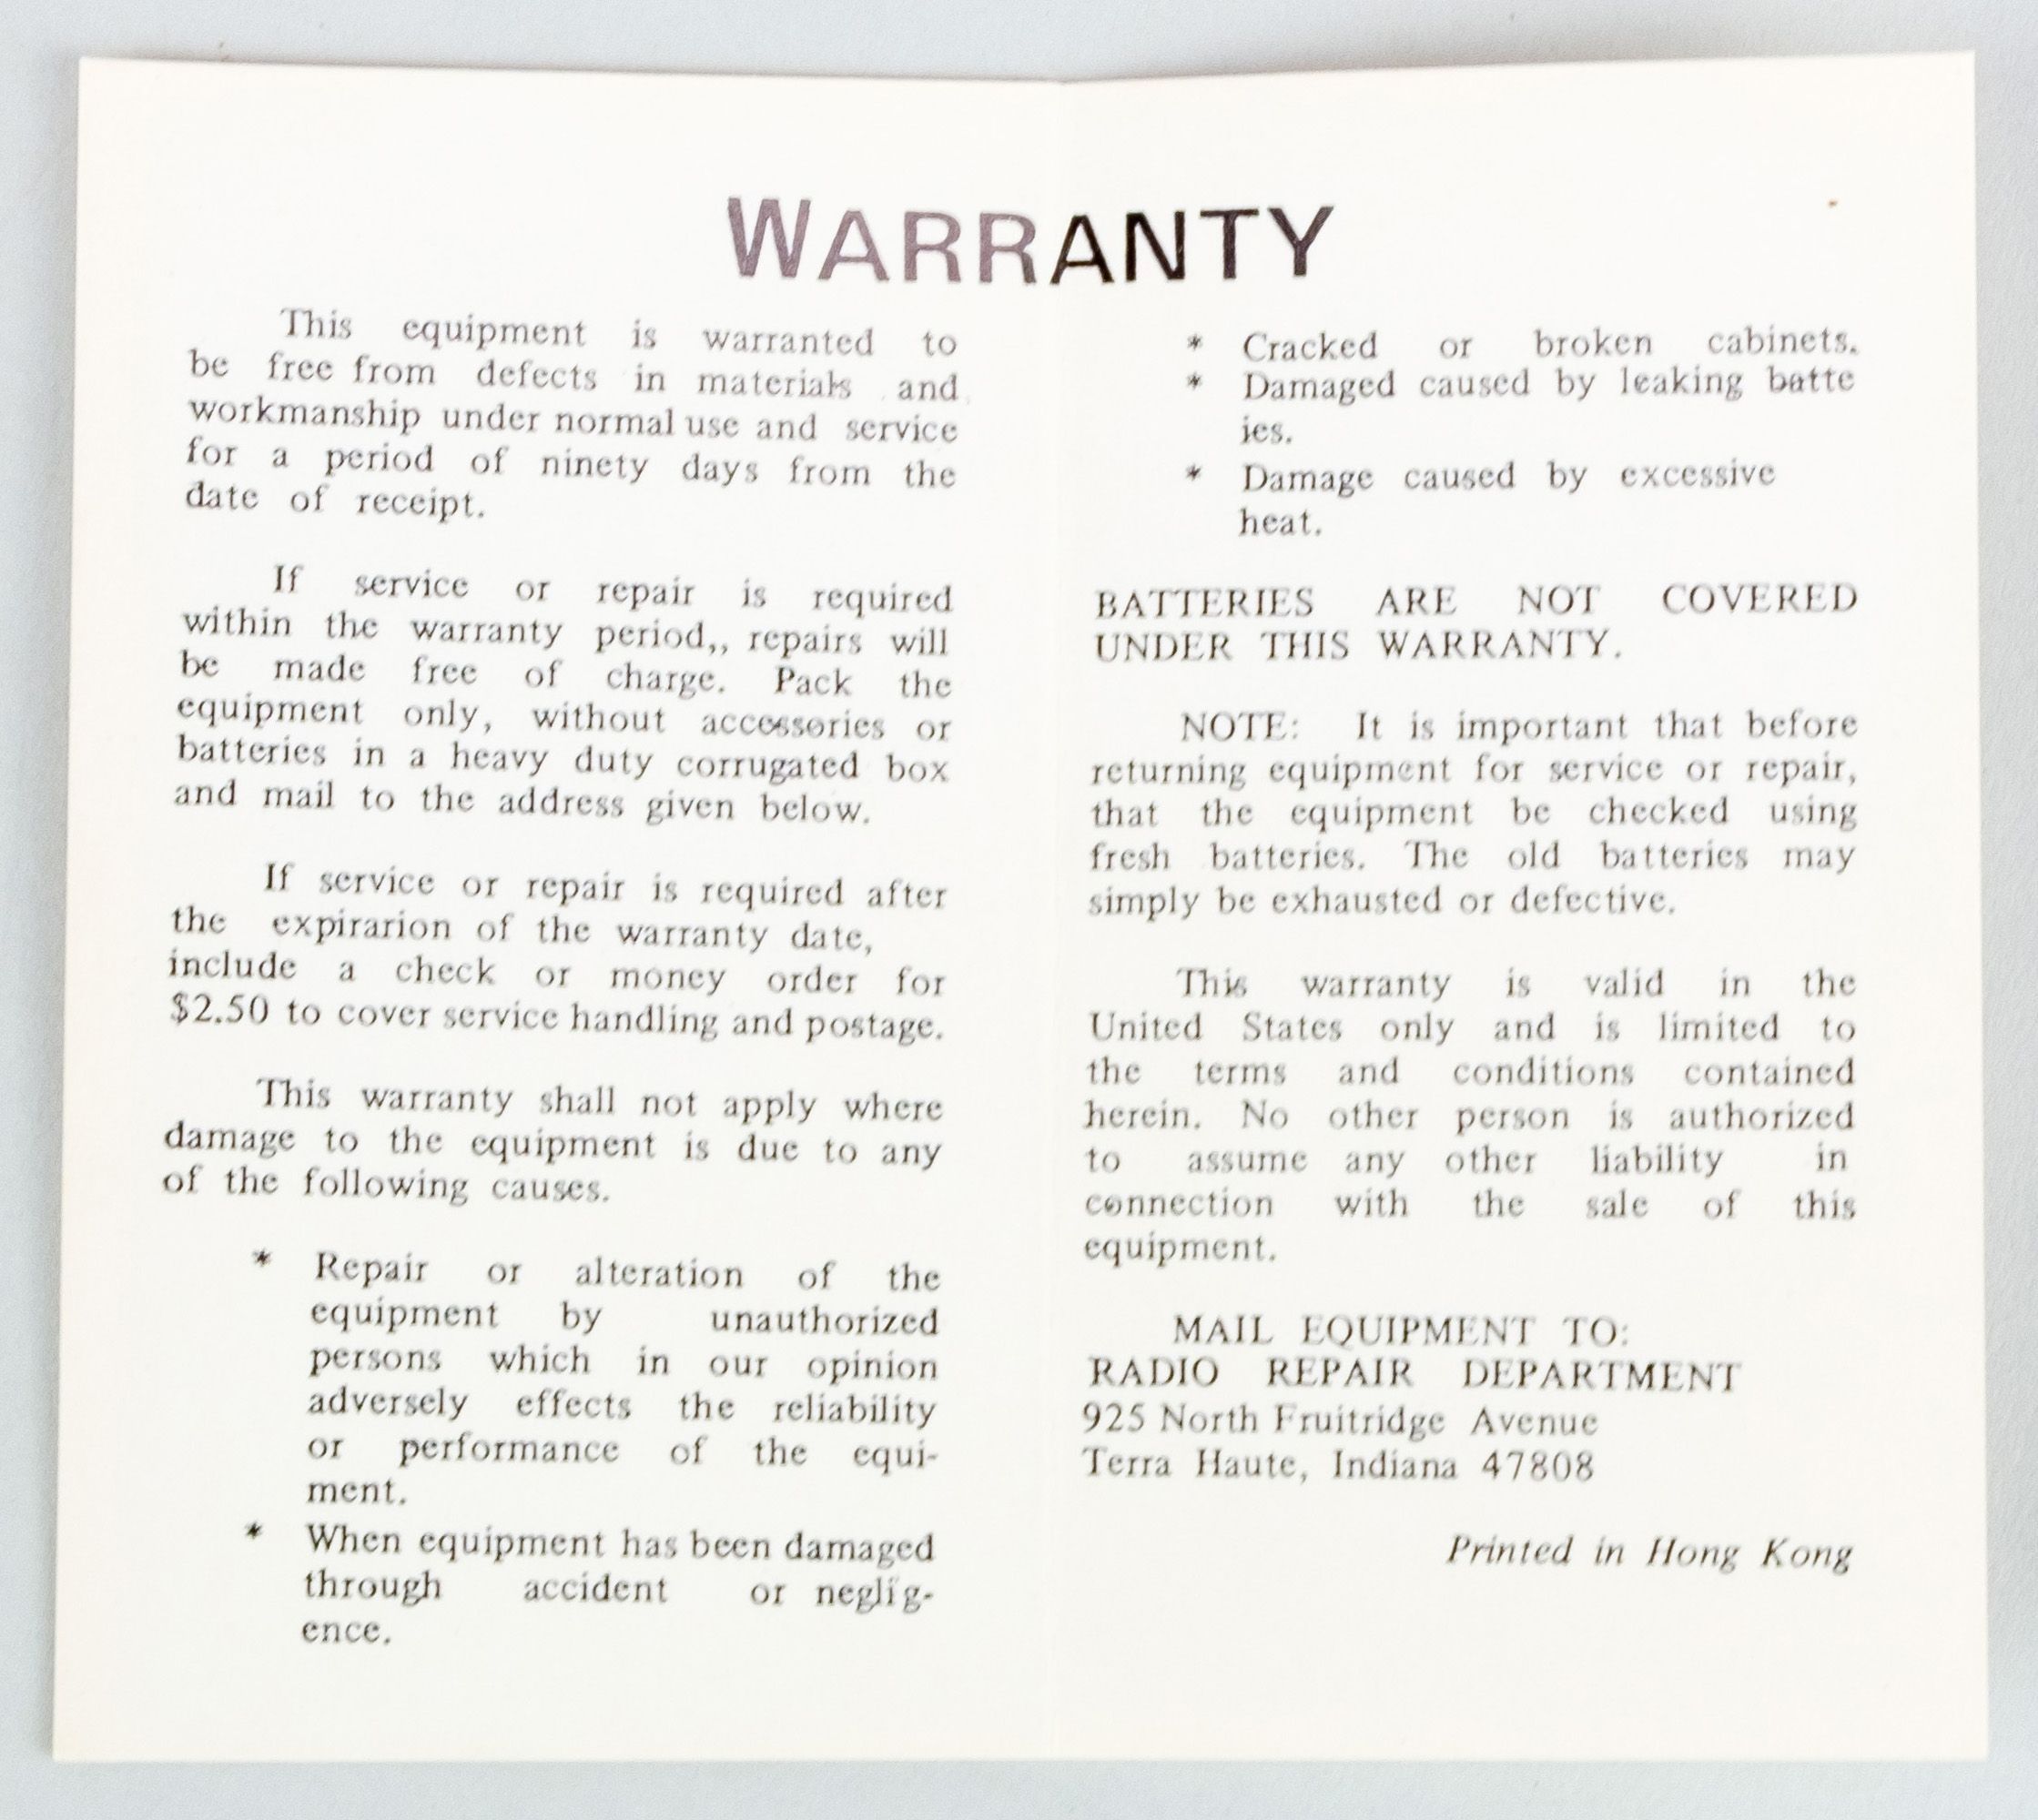 WARRANTY
This equipment is warranted to
be free from defects in materials and
workmanship under normal use and service
for a period of ninety days from the
date of receipt.
If service or repair is required
within the warranty period,, repairs will
be made free of charge. Pack the
equipment only, without accessories or
batteries in a heavy duty corrugated box
and mail to the address given below.
If service or repair is required after
the expirarion of the warranty date,
include a check or money order for
$2.50 to cover service handling and postage.
This warranty shall not apply where
damage to the equipment is due to any
of the following causes.
* Repair or alteration of the
equipment by unauthorized
persons which in our opinion
adversely effects the reliability
or performance of the equi-
ment.
* When equipment has been damaged
through accident or neglig-
ence.
* Cracked or broken cabinets.
* Damaged caused by leaking batte
ies.
* Damage caused by excessive
heat.
BATTERIES ARE NOT COVERED
UNDER THIS WARRANTY.
NOTE: It is important that before
returning equipment for service or repair,
that the equipment be checked using
fresh batteries. The old batteries may
simply be exhausted or defective.
This warranty is valid in the
United States only and is limited to
the terms and conditions contained
herein. No other person is authorized
to assume any other liability in
connection with the sale of this
equipment.
MAIL EQUIPMENT TO:
RADIO REPAIR DEPARTMENT
925 North Fruitridge Avenue
Terra Haute, Indiana 47808
Printed in Hong Kong